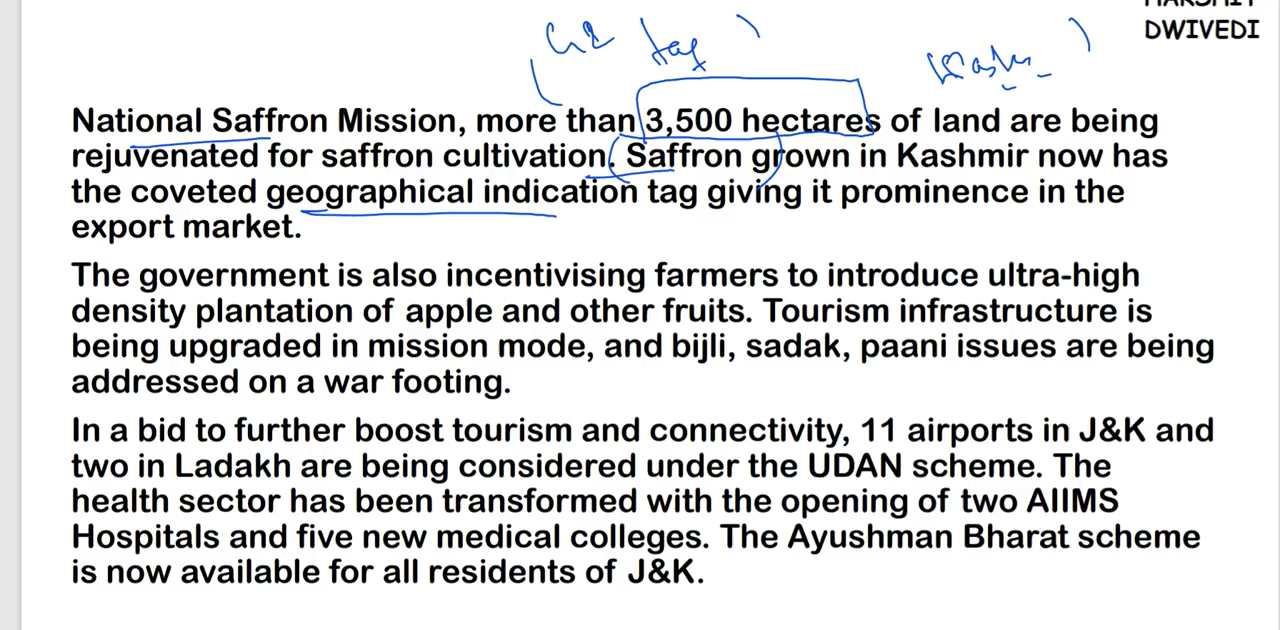 DWIVEDI
tag
National Saffron Mission, more than 3,500 hectares of land are being
rejuvenated for saffron cultivation. Saffron grown in Kashmir now has
the coveted geographical indication tag giving it prominence in the
export market.
The government is also incentivising farmers to introduce ultra-high
density plantation of apple and other fruits. Tourism infrastructure is
being upgraded in mission mode, and bijli, sadak, paani issues are being
addressed on a war footing.
In a bid to further boost tourism and connectivity, 11 airports in J&K and
two in Ladakh are being considered under the UDAN scheme. The
health sector has been transformed with the opening of two AIIMS
Hospitals and five new medical colleges. The Ayushman Bharat scheme
is now available for all residents of J&K.